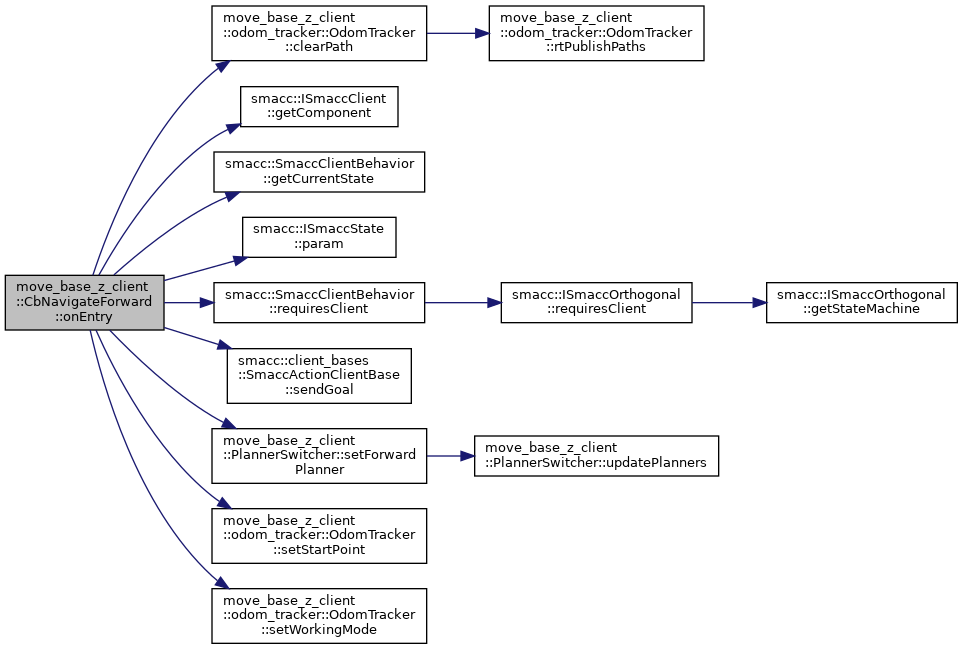 move_base_z_client
::CbNavigateForward
::onEntry
move_base_z_client
::odom_tracker::OdomTracker
::clearPath
move_base_z_client
::odom_tracker::OdomTracker
::rtPublishPaths
smacc::ISmaccClient
::getComponent
smacc::SmaccClientBehavior
::getCurrentState
smacc::ISmaccState
::param
smacc::SmaccClientBehavior
::requiresClient
smacc::ISmaccOrthogonal
::requiresClient
smacc::ISmaccOrthogonal
::getStateMachine
smacc::client_bases
::SmaccActionClientBase
::sendGoal
move_base_z_client
::PlannerSwitcher::setForward
Planner
move_base_z_client
::PlannerSwitcher::updatePlanners
move_base_z_client
::odom_tracker::OdomTracker
::setStartPoint
move_base_z_client
::odom_tracker::OdomTracker
::setWorkingMode